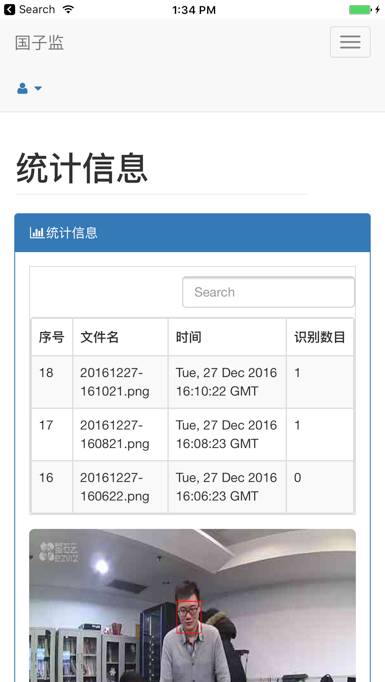 Search 1:34 PM
国子监
统计信息
统计信息
Search
序号 文件名 时间 识别数目
18 20161227- Tue, 27 Dec 2016 1
161021.png 16:10:22 GMT
17 20161227- Tue, 27 Dec 2016 1
160821.png 16:08:23 GMT
16 20161227- Tue, 27 Dec 2016 0
160622.png 16:06:23 GMT
萤石云
EZVIZ